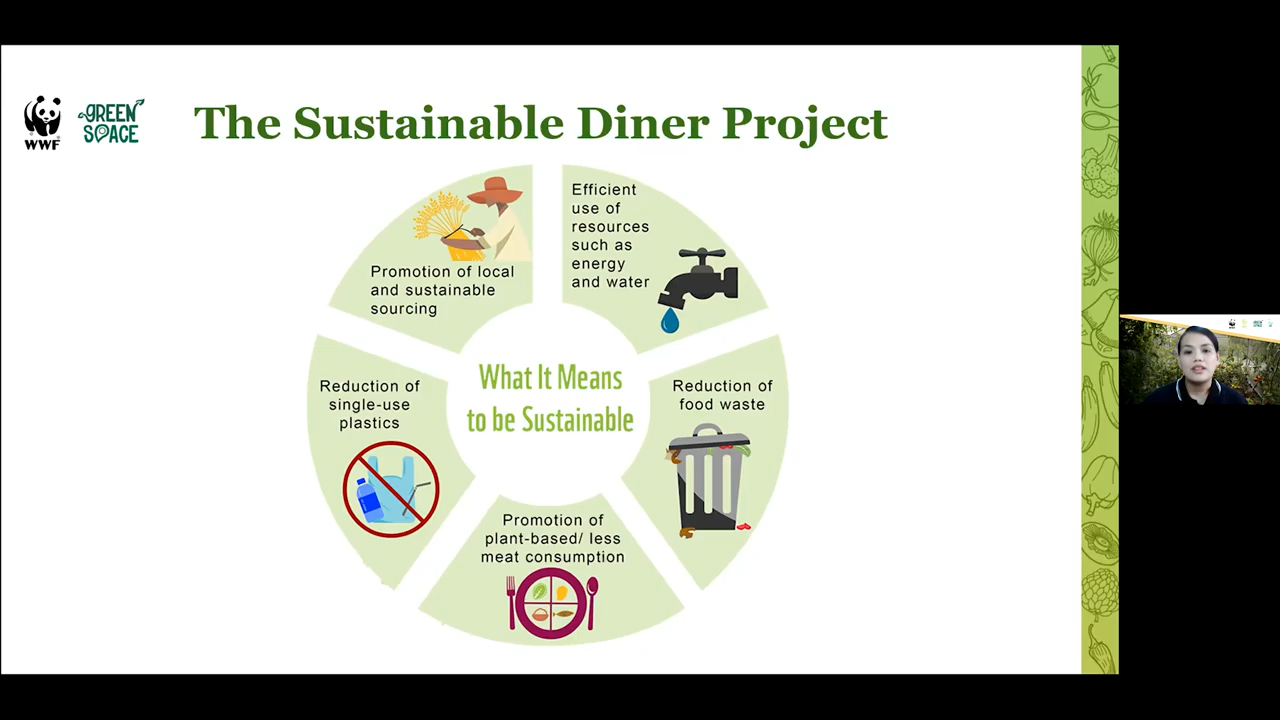 WWF
GREEN
SPACE
The Sustainable Diner Project
Efficient
use of
resources
such as
energy
and water
Reduction of
food waste
Promotion of
plant-based/ less
meat consumption
Reduction of
single-use
plastics
Promotion of local
and sustainable
sourcing
What It Means
to be Sustainable